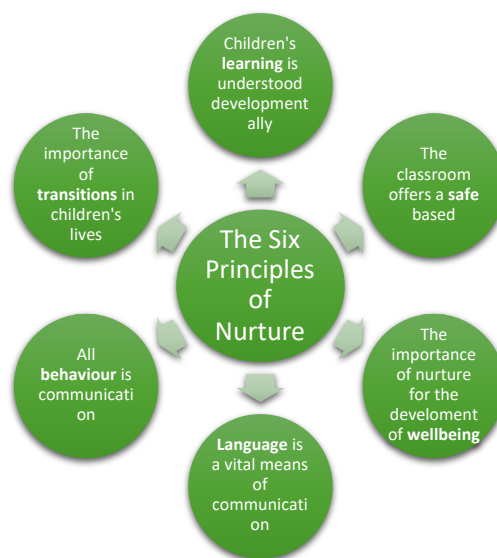 Children's
learning is
understood
development
ally
The
importance
of
transitions in
children's
lives
The
classroom
offers a safe
based
The Six
Principles
of
Nurture
All
behaviour is
communicati
on
The
importance
of nurture
for the
develoment
of wellbeing
Language is
a vital means
of
communicati
on